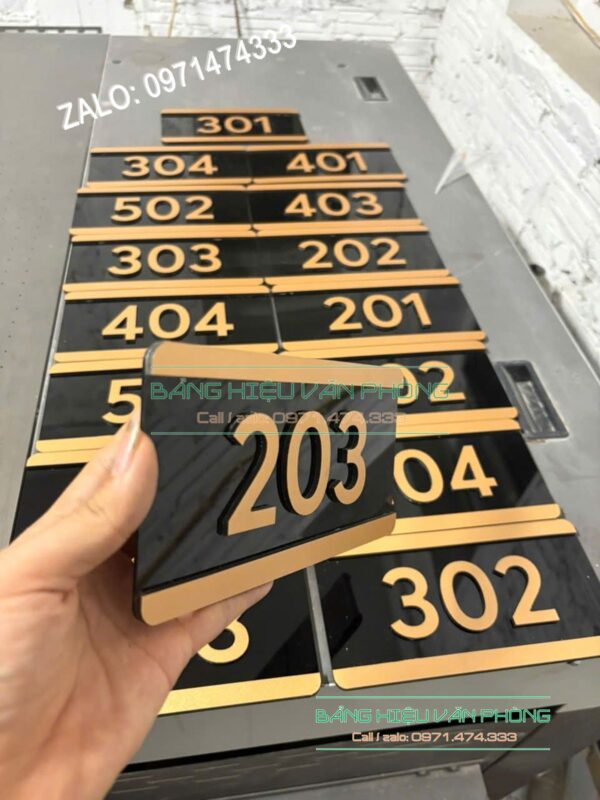 ZALO: 0971474333
301
304 401
502 403
303 202
404 201
BẢNG HIỆU VĂN PHÒNG
Call / zalo: 0971.474.333
203
04
302
BẢNG HIỆU VĂN PHÒNG
Call / zalo: 0971.474.333